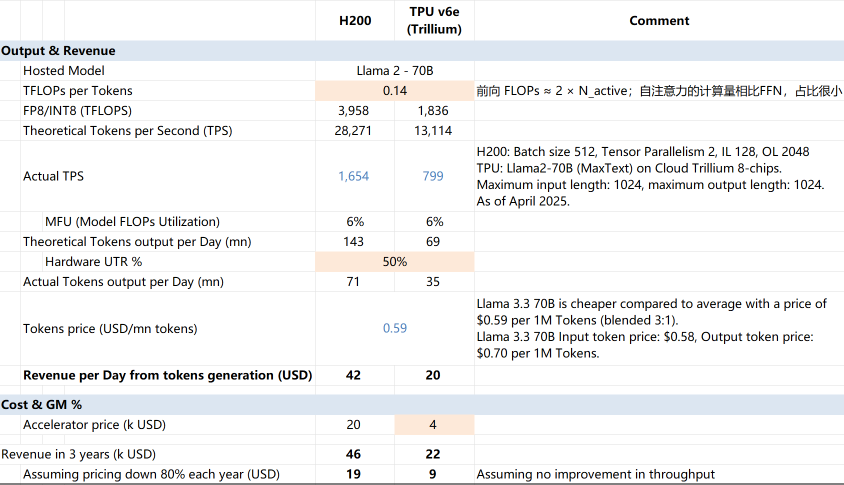 H200 TPU v6e (Trillium) Comment
Output & Revenue
Hosted Model Llama 2 - 70B
TFLOPs per Tokens 0.14 前向 FLOPs ≈ 2 × N_active；自注意力的计算量相比FFN，占比很小
FP8/INT8 (TFLOPS) 3,958 1,836
Theoretical Tokens per Second (TPS) 28,271 13,114
Actual TPS 1,654 799
H200: Batch size 512, Tensor Parallelism 2, IL 128, OL 2048
TPU: Llama2-70B (MaxText) on Cloud Trillium 8-chips.
Maximum input length: 1024, maximum output length: 1024.
As of April 2025.
MFU (Model FLOPs Utilization) 6% 6%
Theoretical Tokens output per Day (mn) 143 69
Hardware UTR % 50%
Actual Tokens output per Day (mn) 71 35
Tokens price (USD/mn tokens) 0.59
Llama 3.3 70B is cheaper compared to average with a price of
$0.59 per 1M Tokens (blended 3:1).
Llama 3.3 70B Input token price: $0.58, Output token price:
$0.70 per 1M Tokens.
Revenue per Day from tokens generation (USD) 42 20
Cost & GM %
Accelerator price (k USD) 20 4
Revenue in 3 years (k USD) 46 22
Assuming pricing down 80% each year (USD) 19 9 Assuming no improvement in throughput